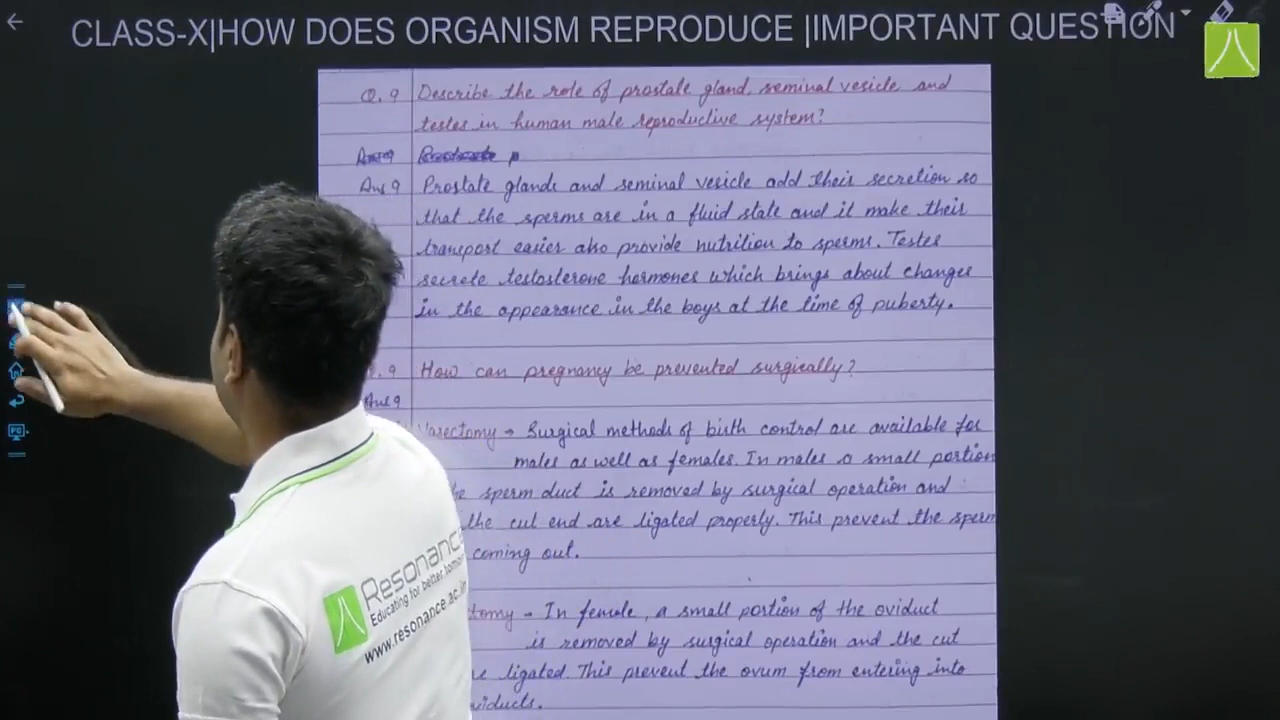 CLASS-X|HOW DOES ORGANISM REPRODUCE |IMPORTANT QUESTION
Q.9 Describe the role of prostate gland, seminal vesicle and
testes in human male reproductive system?
Ans 9 Prostate glands and seminal vesicle add their secretion so
that the sperms are in a fluid state and it make their
transport easier also provide nutrition to sperms. Testes
secrete testosterone hormones which brings about changes
in the appearance in the boys at the time of puberty.
.9 How can pregnancy be prevented surgically?
Ans 9
Vasectomy → Surgical methods of birth control are available for
males as well as females. In males a small portion
sperm duct is removed by surgical operation and
the cut end are ligated properly. This prevent the sperm
coming out.
tomy - In female, a small portion of the oviduct
is removed by surgical operation and the cut
ligated. This prevent the ovum from entering into
viducts.
Resonance
Educating for better
www.resonance.ac.in